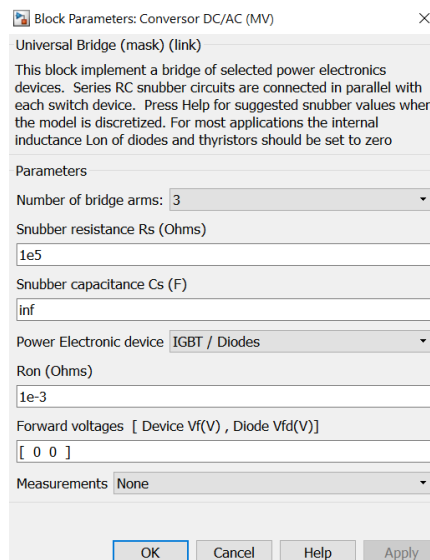 Block Parameters: Conversor DC/AC (MV)
Universal Bridge (mask) (link)
This block implement a bridge of selected power electronics
devices.  Series RC snubber circuits are connected in parallel with
each switch device.  Press Help for suggested snubber values when
the model is discretized. For most applications the internal
inductance Lon of diodes and thyristors should be set to zero
Parameters
Number of bridge arms: 3
Snubber resistance Rs (Ohms)
1e5
Snubber capacitance Cs (F)
inf
Power Electronic device IGBT / Diodes
Ron (Ohms)
1e-3
Forward voltages  [ Device Vf(V) , Diode Vfd(V)]
[ 0 0 ]
Measurements None
OK Cancel Help Apply